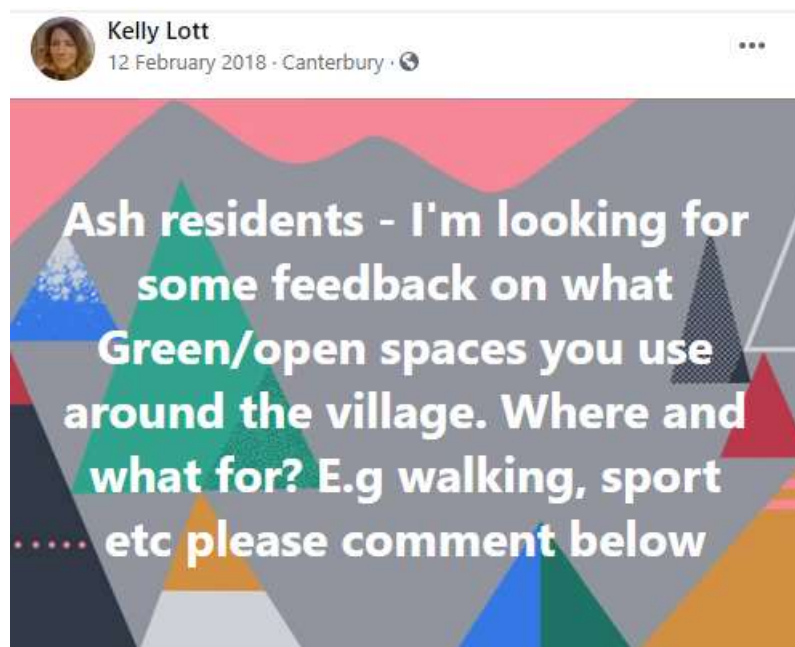 Kelly Lott
12 February 2018 · Canterbury ·
Ash residents - I'm looking for
some feedback on what
Green/open spaces you use
around the village. Where and
what for? E.g walking, sport
etc please comment below